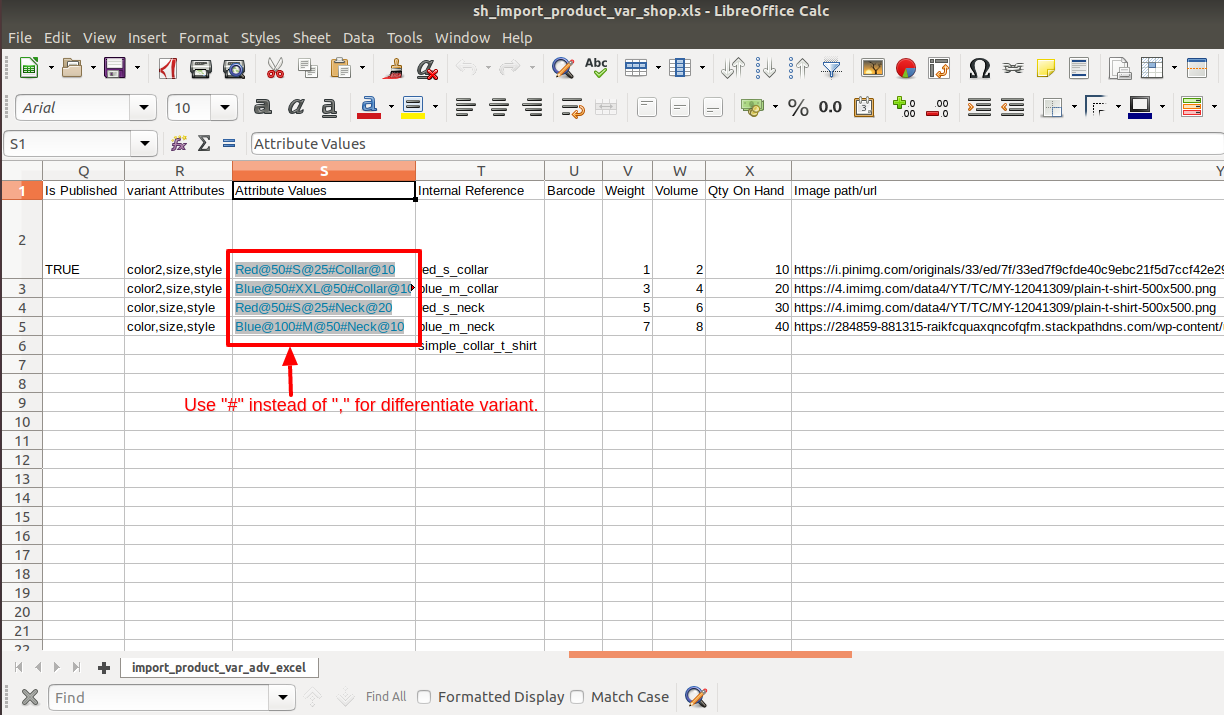 sh_import_product_var_shop.xls - LibreOffice Calc
File Edit View Insert Format Styles Sheet Data Tools Window Help
Abc
Arial 10 a a a a % 0.0 .00 .00
S1 fx Σ = Attribute Values
Q R S T U V W X Y
1 Is Published variant Attributes Attribute Values Internal Reference Barcode Weight Volume Qty On Hand Image path/url
2 TRUE color2,size,style Red@50#S@25#Collar@10 red_s_collar 1 2 10 https://i.pinimg.com/originals/33/ed/7f/33ed7f9cfde40c9ebc21f5d7ccf42e29
3 color2,size,style Blue@50#XXL@50#Collar@10 blue_m_collar 3 4 20 https://4.imimg.com/data4/YT/TC/MY-12041309/plain-t-shirt-500x500.png
4 color,size,style Red@50#S@25#Neck@20 red_s_neck 5 6 30 https://4.imimg.com/data4/YT/TC/MY-12041309/plain-t-shirt-500x500.png
5 color,size,style Blue@100#M@50#Neck@10 blue_m_neck 7 8 40 https://284859-881315-raikfcquaxqncofqfm.stackpathdns.com/wp-content/
6 simple_collar_t_shirt
7
8
9
Use "#" instead of "," for differentiate variant.
10
11
12
13
14
15
16
17
18
19
20
21
22
import_product_var_adv_excel
Find Find All Formatted Display Match Case